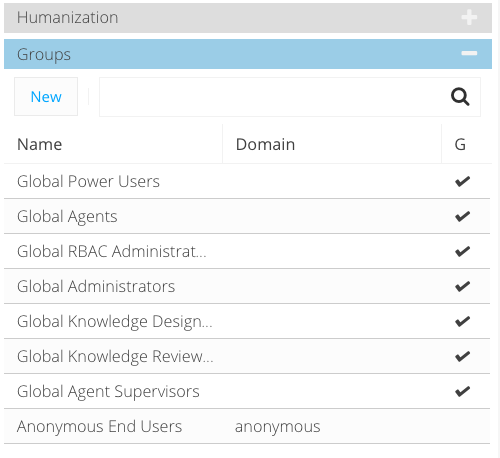 Humanization
Groups
New
Name Domain G
Global Power Users
Global Agents
Global RBAC Administrat...
Global Administrators
Global Knowledge Design...
Global Knowledge Review...
Global Agent Supervisors
Anonymous End Users anonymous